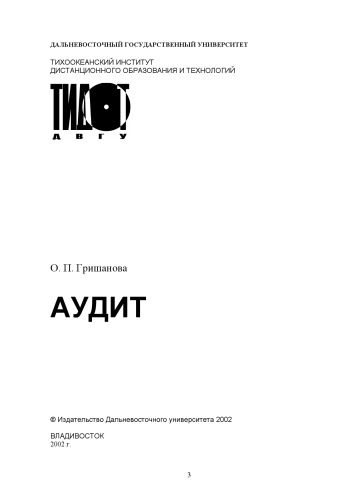 ДАЛЬНЕВОСТОЧНЫЙ ГОСУДАРСТВЕННЫЙ УНИВЕРСИТЕТ
ТИХООКЕАНСКИЙ ИНСТИТУТ
ДИСТАНЦИОННОГО ОБРАЗОВАНИЯ И ТЕХНОЛОГИЙ
ТИДОТ
ДВГУ
О. П. Гришанова
АУДИТ
© Издательство Дальневосточного университета 2002
ВЛАДИВОСТОК
2002 г.
3